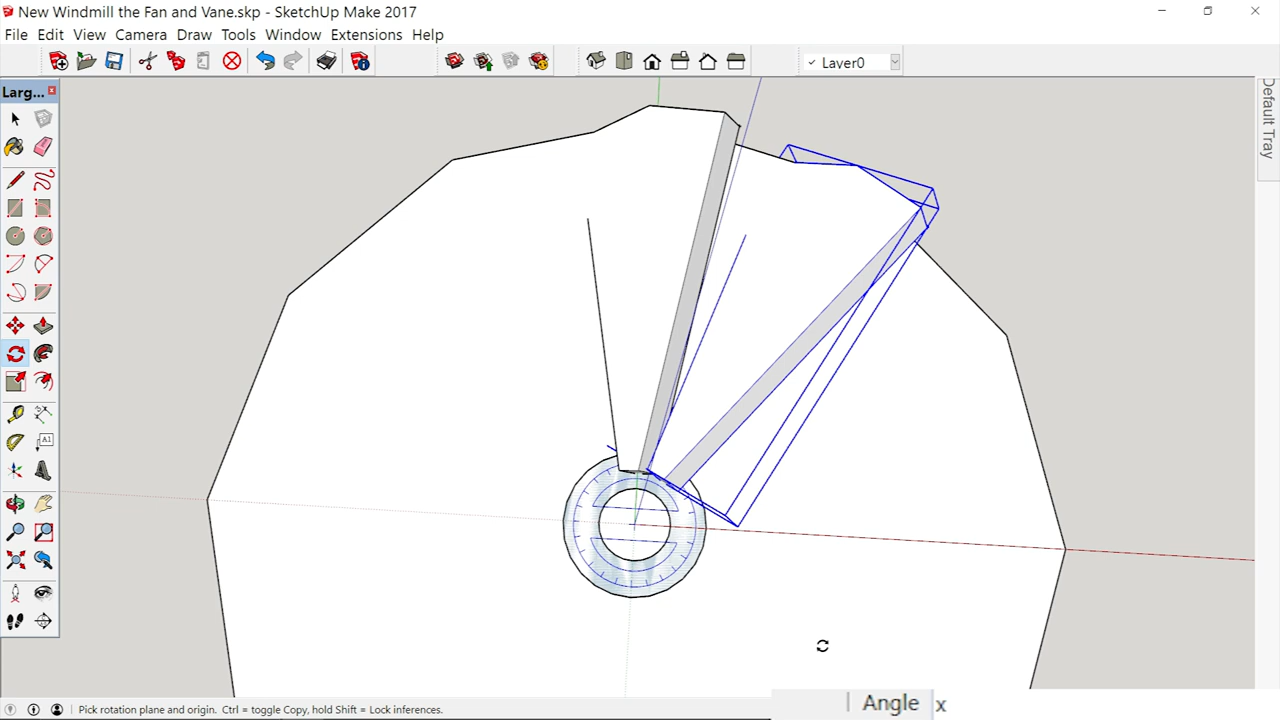 New Windmill the Fan and Vane.skp - SketchUp Make 2017
File Edit View Camera Draw Tools Window Extensions Help
Layer0
Larg...
Default Tray
A1
Pick rotation plane and origin. Ctrl = toggle Copy, hold Shift = Lock inferences.
Angle x